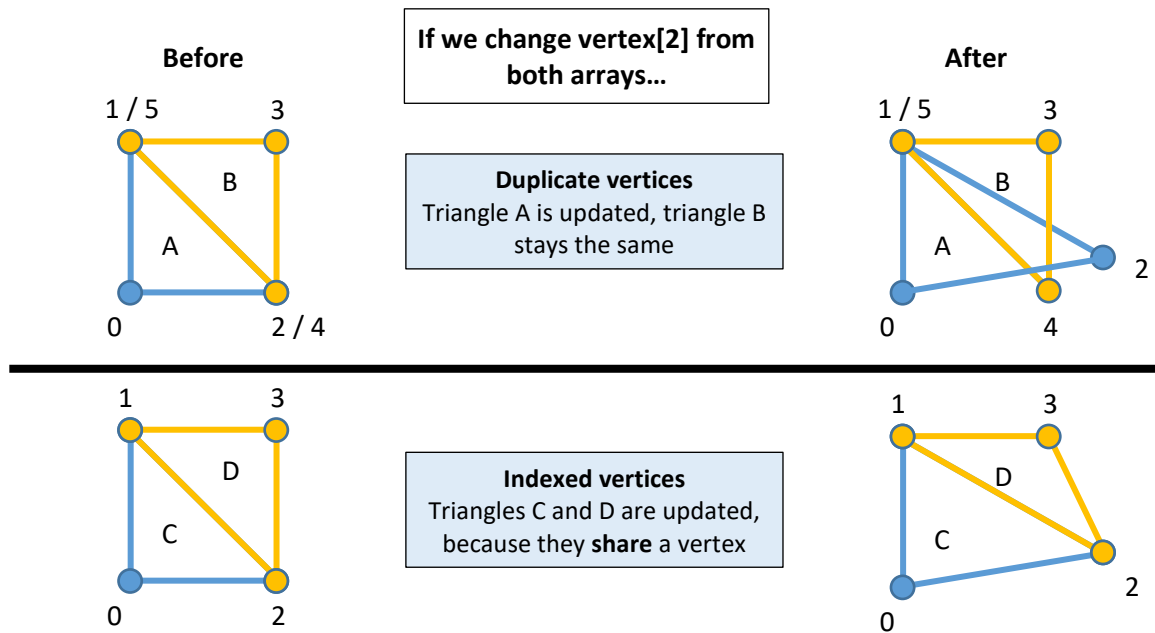 If we change vertex[2] from
both arrays…
Before
After
1 / 5
3
1 / 5
3
B
B
Duplicate vertices
Triangle A is updated, triangle B
stays the same
A
A
2
0
2 / 4
0
4
1
3
1
3
D
D
Indexed vertices
Triangles C and D are updated,
because they share a vertex
C
C
2
0
2
0